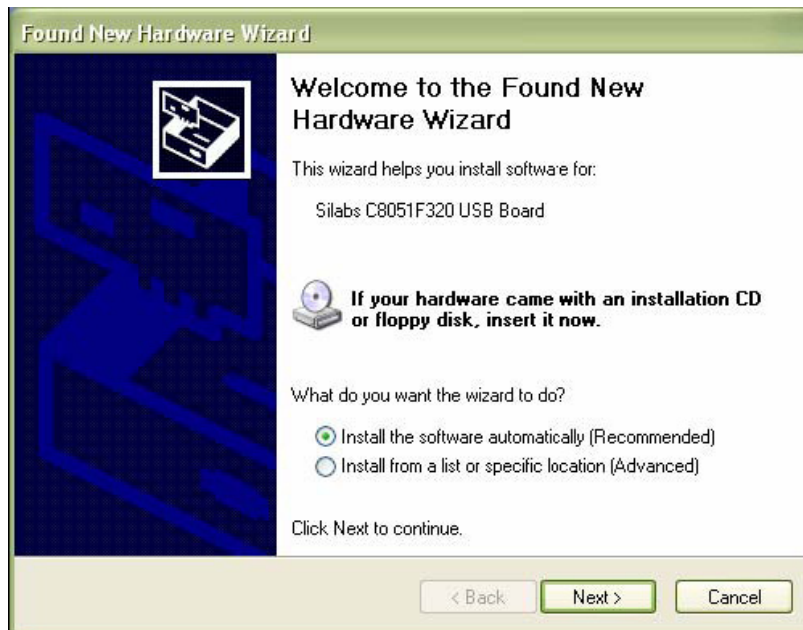 Found New Hardware Wizard
Welcome to the Found New
Hardware Wizard
This wizard helps you install software for:
Silabs C8051F320 USB Board
If your hardware came with an installation CD
or floppy disk, insert it now.
What do you want the wizard to do?
Install the software automatically (Recommended)
Install from a list or specific location (Advanced)
Click Next to continue.
< Back Next > Cancel